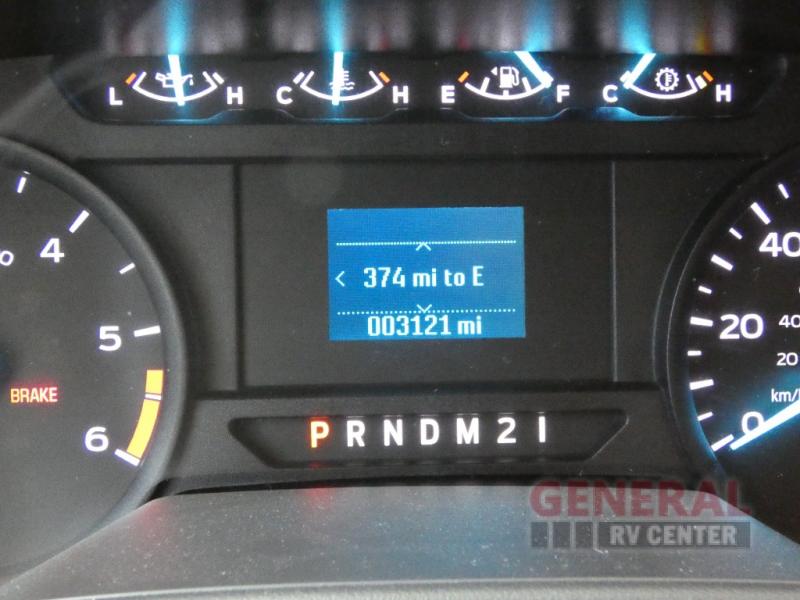 L H C H E F C H
374 mi to E
003121 mi
4
5
6
BRAKE
40
20
0
40
20
km/
P R N D M 2 1
GENERAL
RV CENTER